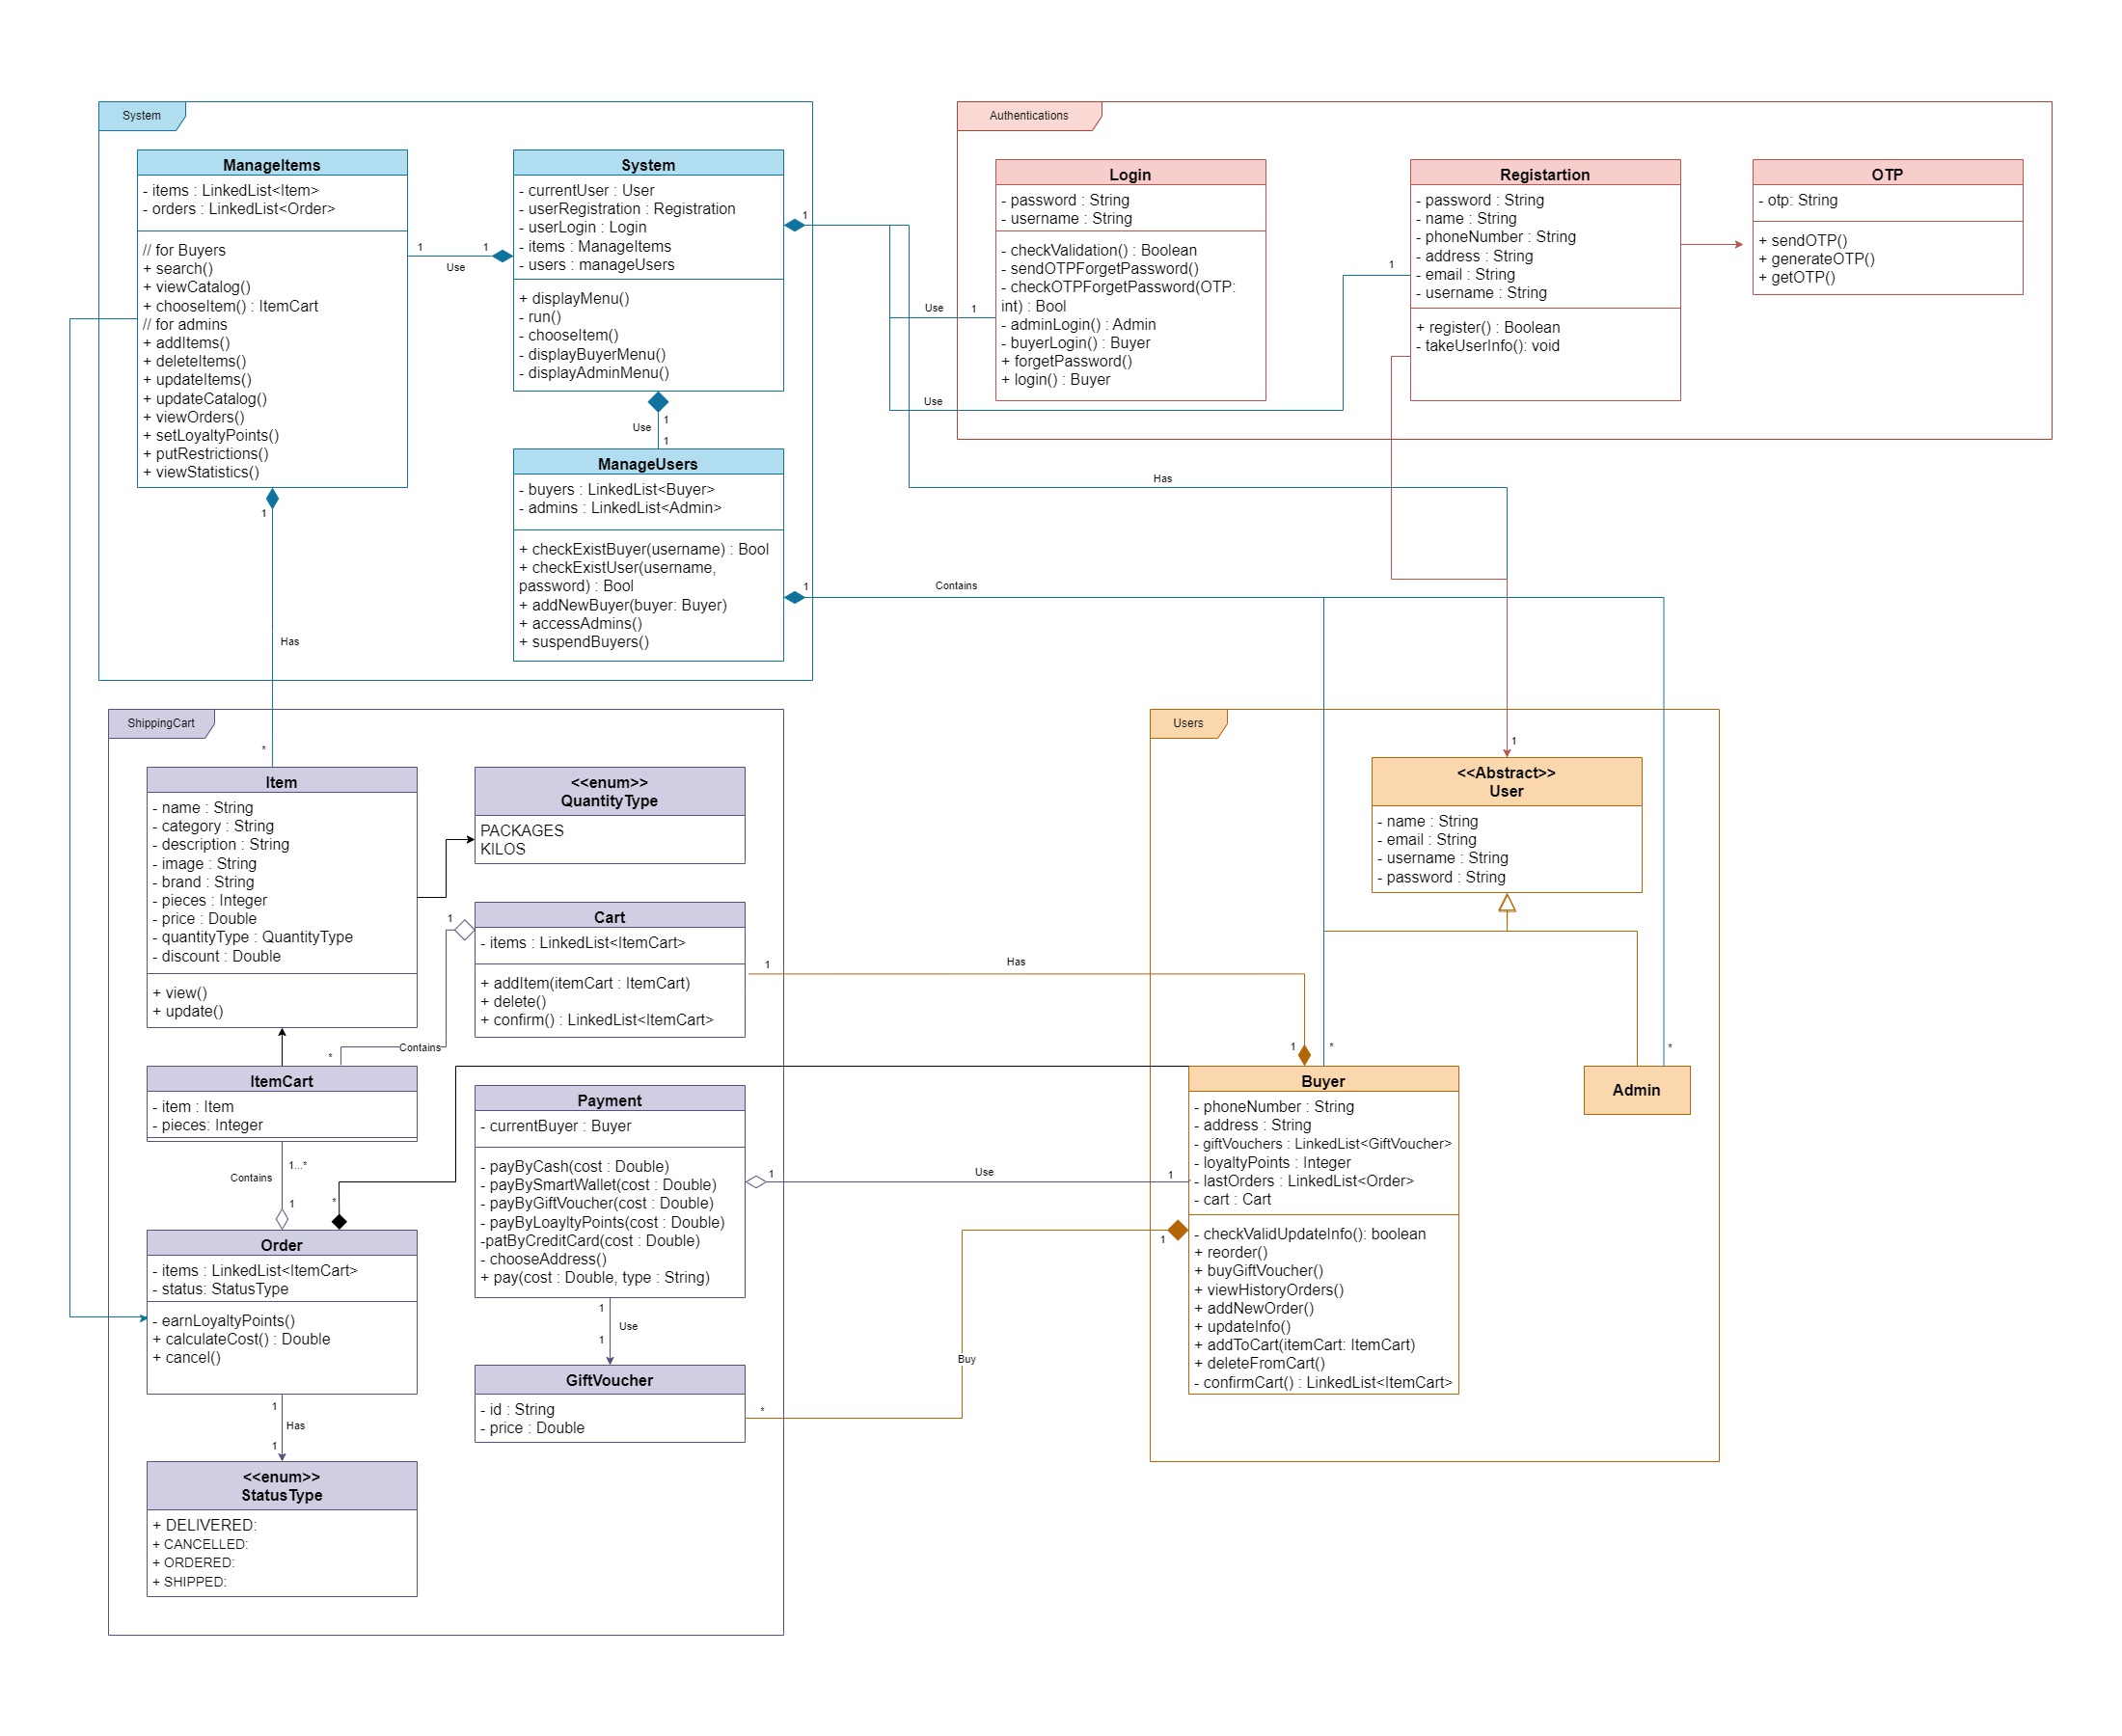 System
ManageItems
- items : LinkedList<Item>
- orders : LinkedList<Order>
// for Buyers
+ search()
+ viewCatalog()
+ chooseItem() : ItemCart
// for admins
+ addItems()
+ deleteItems()
+ updateItems()
+ updateCatalog()
+ viewOrders()
+ setLoyaltyPoints()
+ putRestrictions()
+ viewStatistics()
1
Use
1
System
- currentUser : User
- userRegistration : Registration
- userLogin : Login
- items : ManageItems
- users : manageUsers
+ displayMenu()
- run()
- chooseItem()
- displayBuyerMenu()
- displayAdminMenu()
1
Use
1
1
ManageUsers
- buyers : LinkedList<Buyer>
- admins : LinkedList<Admin>
+ checkExistBuyer(username) : Bool
+ checkExistUser(username,
password) : Bool
+ addNewBuyer(buyer: Buyer)
+ accessAdmins()
+ suspendBuyers()
1
Contains
1
Has
*
Authentications
Login
- password : String
- username : String
- checkValidation() : Boolean
- sendOTPForgetPassword()
- checkOTPForgetPassword(OTP:
int) : Bool
- adminLogin() : Admin
- buyerLogin() : Buyer
+ forgetPassword()
+ login() : Buyer
Use
1
Use
1
Registartion
- password : String
- name : String
- phoneNumber : String
- address : String
- email : String
- username : String
+ register() : Boolean
- takeUserInfo(): void
OTP
- otp: String
+ sendOTP()
+ generateOTP()
+ getOTP()
Has
1
ShippingCart
Item
- name : String
- category : String
- description : String
- image : String
- brand : String
- pieces : Integer
- price : Double
- quantityType : QuantityType
- discount : Double
+ view()
+ update()
<<enum>>
QuantityType
PACKAGES
KILOS
1
Cart
- items : LinkedList<ItemCart>
+ addItem(itemCart : ItemCart)
+ delete()
+ confirm() : LinkedList<ItemCart>
1
Has
1
Contains
*
ItemCart
- item : Item
- pieces: Integer
1...*
Contains
1
*
Payment
- currentBuyer : Buyer
- payByCash(cost : Double)
- payBySmartWallet(cost : Double)
- payByGiftVoucher(cost : Double)
- payByLoayltyPoints(cost : Double)
-patByCreditCard(cost : Double)
- chooseAddress()
+ pay(cost : Double, type : String)
1
Use
1
1
Use
1
Order
- items : LinkedList<ItemCart>
- status: StatusType
- earnLoyaltyPoints()
+ calculateCost() : Double
+ cancel()
1
Has
1
GiftVoucher
- id : String
- price : Double
*
Buy
1
<<enum>>
StatusType
+ DELIVERED:
+ CANCELLED:
+ ORDERED:
+ SHIPPED:
Users
<<Abstract>>
User
- name : String
- email : String
- username : String
- password : String
*
*
Buyer
- phoneNumber : String
- address : String
- giftVouchers : LinkedList<GiftVoucher>
- loyaltyPoints : Integer
- lastOrders : LinkedList<Order>
- cart : Cart
- checkValidUpdateInfo(): boolean
+ reorder()
+ buyGiftVoucher()
+ viewHistoryOrders()
+ addNewOrder()
+ updateInfo()
+ addToCart(itemCart: ItemCart)
+ deleteFromCart()
- confirmCart() : LinkedList<ItemCart>
Admin